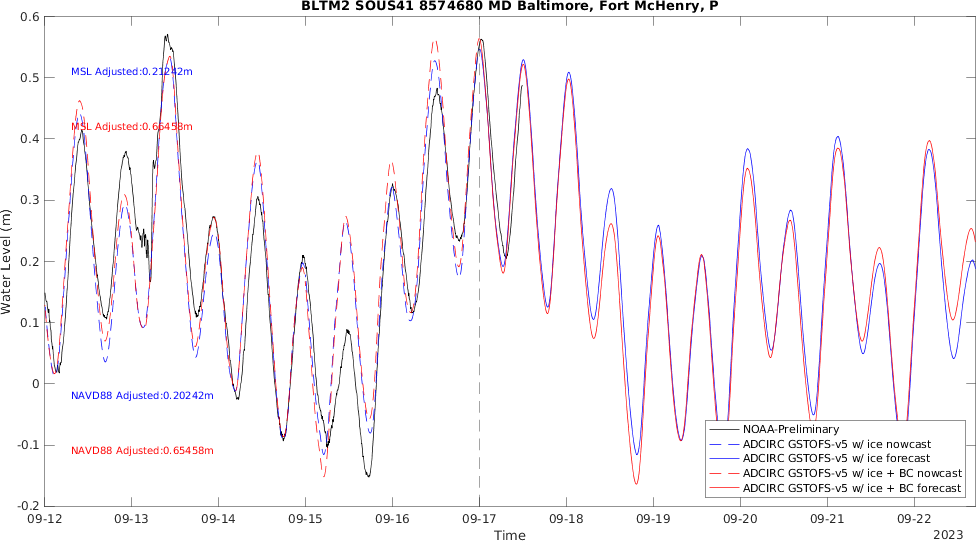 BLTM2 SOUS41 8574680 MD Baltimore, Fort McHenry, P
0.6
0.5
0.4
0.3
0.2
0.1
0
-0.1
-0.2
Water Level (m)
MSL Adjusted:0.21242m
MSL Adjusted:0.65458m
NAVD88 Adjusted:0.20242m
NAVD88 Adjusted:0.65458m
NOAA-Preliminary
ADCIRC GSTOFS-v5 w/ ice nowcast
ADCIRC GSTOFS-v5 w/ ice forecast
ADCIRC GSTOFS-v5 w/ ice + BC nowcast
ADCIRC GSTOFS-v5 w/ ice + BC forecast
09-12 09-13 09-14 09-15 09-16 09-17 09-18 09-19 09-20 09-21 09-22
Time
2023